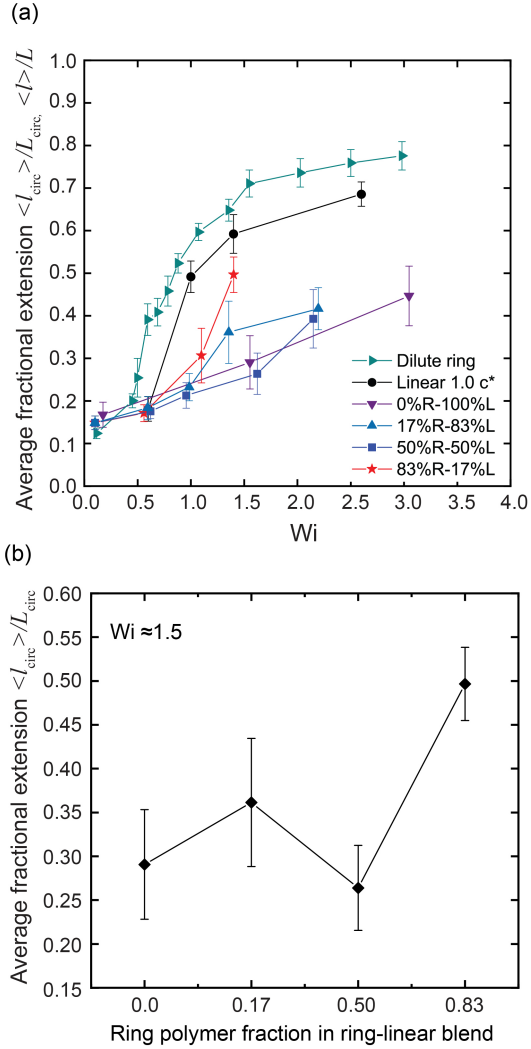 (a)
Average fractional extension <l_circ>/L_circ, <l>/L
1.0
0.9
0.8
0.7
0.6
0.5
0.4
0.3
0.2
0.1
0.0
Dilute ring
Linear 1.0 c*
0%R-100%L
17%R-83%L
50%R-50%L
83%R-17%L
0.0 0.5 1.0 1.5 2.0 2.5 3.0 3.5 4.0
Wi
(b)
Average fractional extension <l_circ>/L_circ
0.60
0.55
0.50
0.45
0.40
0.35
0.30
0.25
0.20
0.15
Wi ≈1.5
0.0 0.17 0.50 0.83
Ring polymer fraction in ring-linear blend